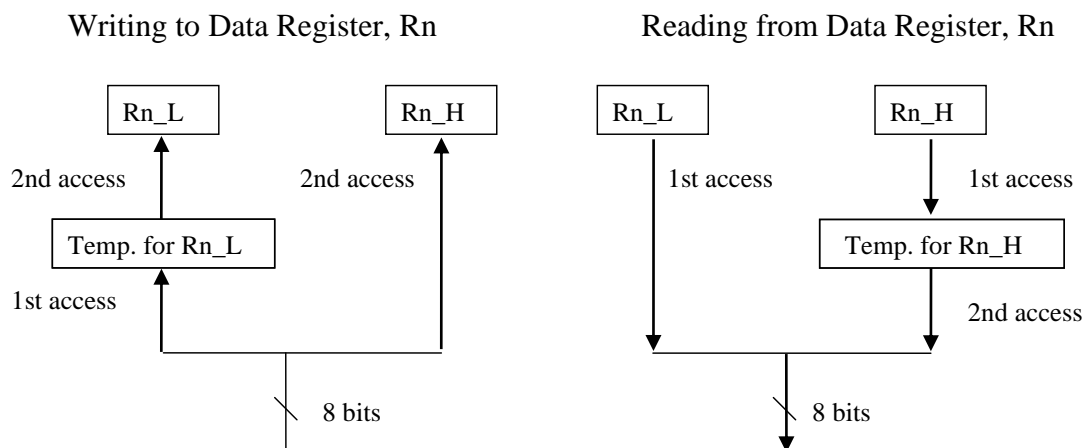 Writing to Data Register, Rn
Reading from Data Register, Rn
Rn_L
Rn_H
Rn_L
Rn_H
2nd access
2nd access
1st access
1st access
Temp. for Rn_L
Temp. for Rn_H
1st access
2nd access
8 bits
8 bits